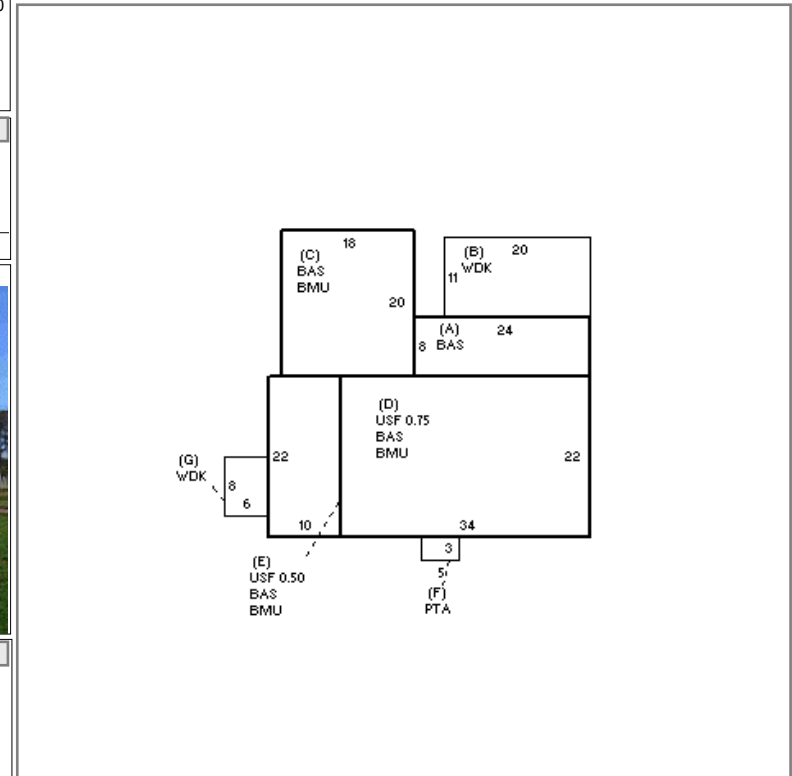 18
(C)
BAS
BMU
20
(B)
WDK
20
11
(A)
BAS
24
8
(D)
USF 0.75
BAS
BMU
22
34
22
10
(G)
WDK
8
6
(E)
USF 0.50
BAS
BMU
3
5
(F)
PTA